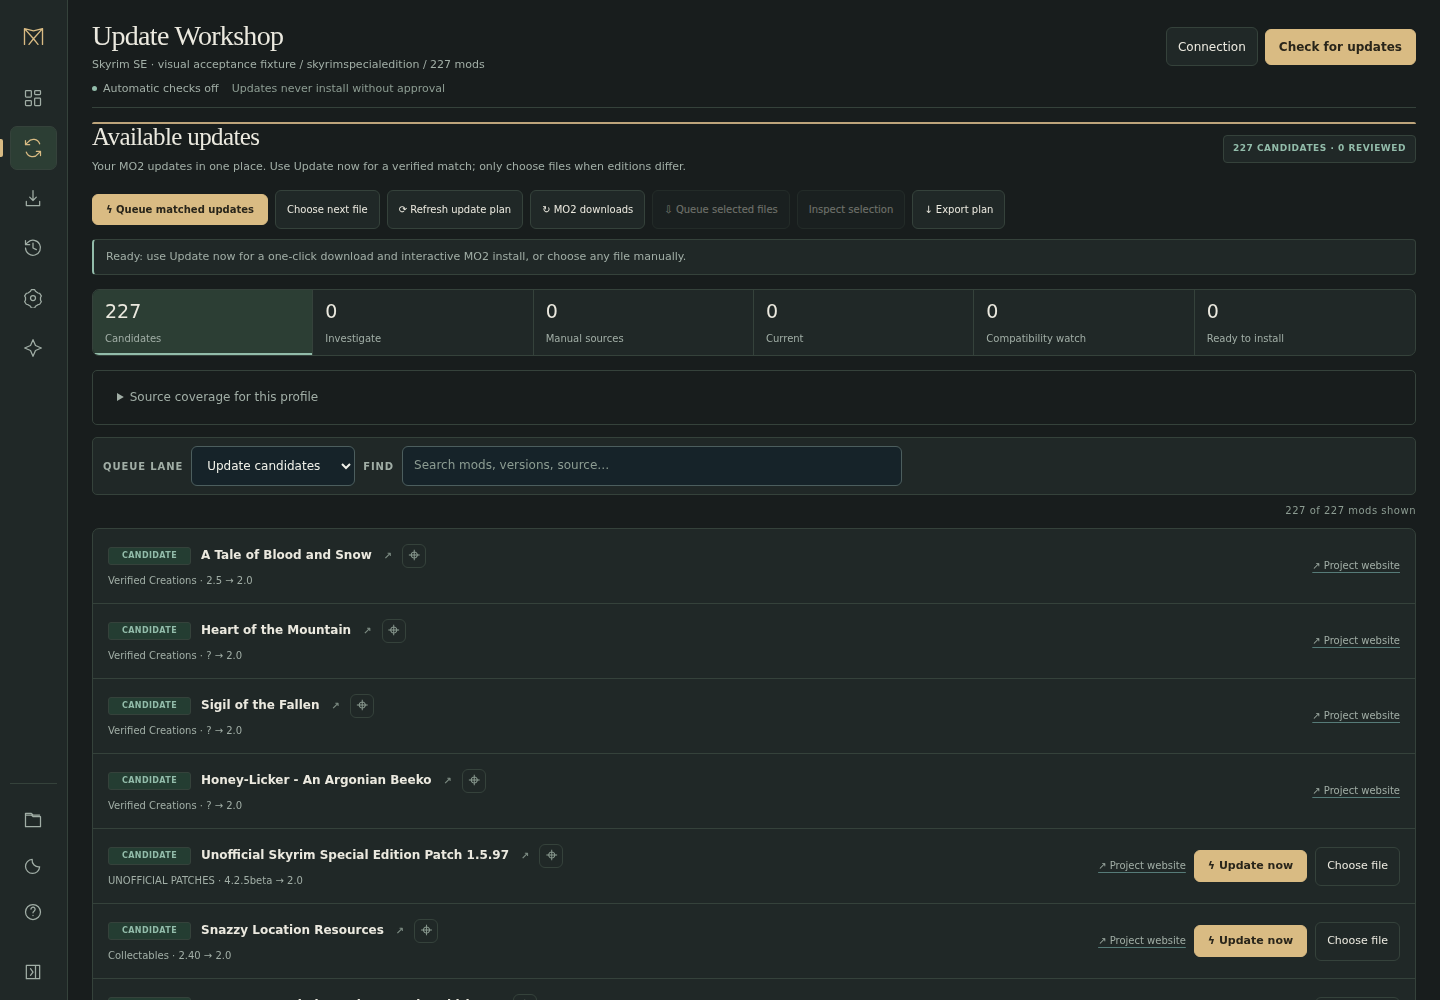 Update Workshop
Skyrim SE · visual acceptance fixture / skyrimspecialedition / 227 mods
Automatic checks off Updates never install without approval
Connection
Check for updates
Available updates
Your MO2 updates in one place. Use Update now for a verified match; only choose files when editions differ.
227 CANDIDATES · 0 REVIEWED
ϟ Queue matched updates
Choose next file
⟳ Refresh update plan
↻ MO2 downloads
⇩ Queue selected files
Inspect selection
↓ Export plan
Ready: use Update now for a one-click download and interactive MO2 install, or choose any file manually.
227
Candidates
0
Investigate
0
Manual sources
0
Current
0
Compatibility watch
0
Ready to install
▶ Source coverage for this profile
QUEUE LANE
Update candidates
FIND
Search mods, versions, source…
227 of 227 mods shown
CANDIDATE A Tale of Blood and Snow ↗
Verified Creations · 2.5 → 2.0
↗ Project website
CANDIDATE Heart of the Mountain ↗
Verified Creations · ? → 2.0
↗ Project website
CANDIDATE Sigil of the Fallen ↗
Verified Creations · ? → 2.0
↗ Project website
CANDIDATE Honey-Licker - An Argonian Beeko ↗
Verified Creations · ? → 2.0
↗ Project website
CANDIDATE Unofficial Skyrim Special Edition Patch 1.5.97 ↗
UNOFFICIAL PATCHES · 4.2.5beta → 2.0
↗ Project website
ϟ Update now
Choose file
CANDIDATE Snazzy Location Resources ↗
Collectables · 2.40 → 2.0
↗ Project website
ϟ Update now
Choose file